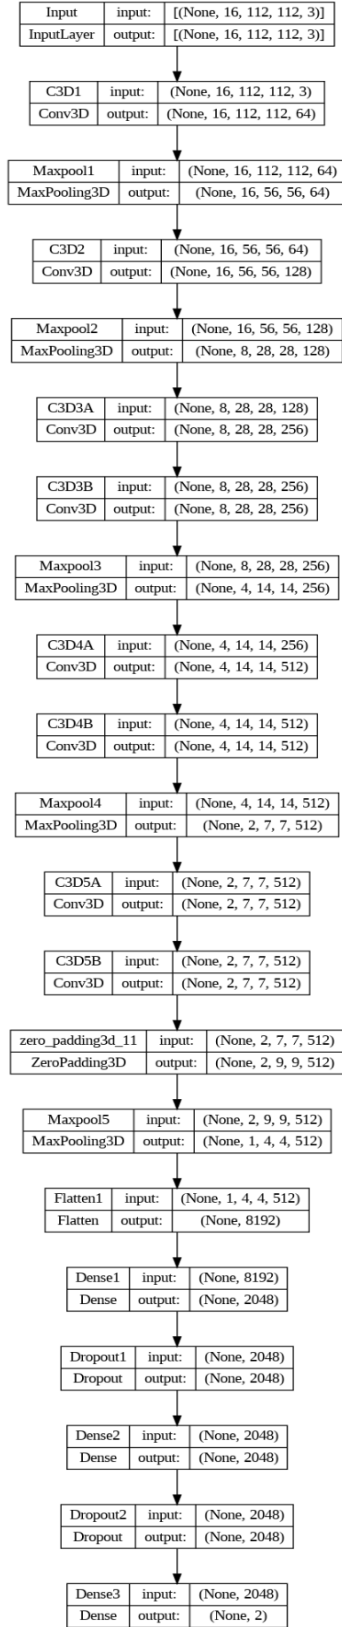 Input input: [(None, 16, 112, 112, 3)]
InputLayer output: [(None, 16, 112, 112, 3)]
C3D1 input: (None, 16, 112, 112, 3)
Conv3D output: (None, 16, 112, 112, 64)
Maxpool1 input: (None, 16, 112, 112, 64)
MaxPooling3D output: (None, 16, 56, 56, 64)
C3D2 input: (None, 16, 56, 56, 64)
Conv3D output: (None, 16, 56, 56, 128)
Maxpool2 input: (None, 16, 56, 56, 128)
MaxPooling3D output: (None, 8, 28, 28, 128)
C3D3A input: (None, 8, 28, 28, 128)
Conv3D output: (None, 8, 28, 28, 256)
C3D3B input: (None, 8, 28, 28, 256)
Conv3D output: (None, 8, 28, 28, 256)
Maxpool3 input: (None, 8, 28, 28, 256)
MaxPooling3D output: (None, 4, 14, 14, 256)
C3D4A input: (None, 4, 14, 14, 256)
Conv3D output: (None, 4, 14, 14, 512)
C3D4B input: (None, 4, 14, 14, 512)
Conv3D output: (None, 4, 14, 14, 512)
Maxpool4 input: (None, 4, 14, 14, 512)
MaxPooling3D output: (None, 2, 7, 7, 512)
C3D5A input: (None, 2, 7, 7, 512)
Conv3D output: (None, 2, 7, 7, 512)
C3D5B input: (None, 2, 7, 7, 512)
Conv3D output: (None, 2, 7, 7, 512)
zero_padding3d_11 input: (None, 2, 7, 7, 512)
ZeroPadding3D output: (None, 2, 9, 9, 512)
Maxpool5 input: (None, 2, 9, 9, 512)
MaxPooling3D output: (None, 1, 4, 4, 512)
Flatten1 input: (None, 1, 4, 4, 512)
Flatten output: (None, 8192)
Dense1 input: (None, 8192)
Dense output: (None, 2048)
Dropout1 input: (None, 2048)
Dropout output: (None, 2048)
Dense2 input: (None, 2048)
Dense output: (None, 2048)
Dropout2 input: (None, 2048)
Dropout output: (None, 2048)
Dense3 input: (None, 2048)
Dense output: (None, 2)